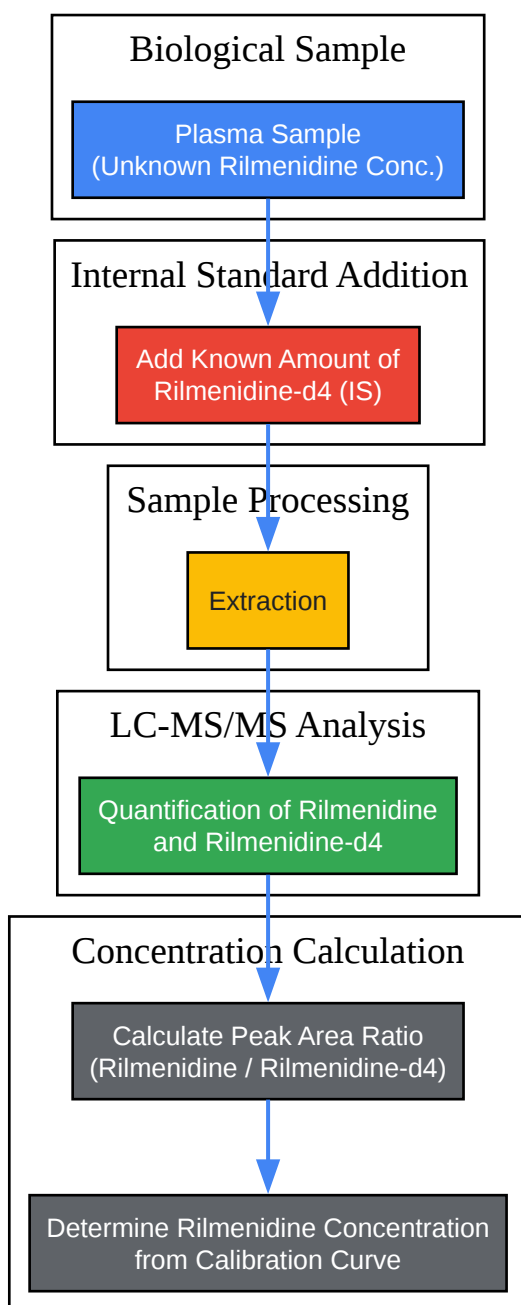 Biological Sample
Plasma Sample
(Unknown Rilmenidine Conc.)
Internal Standard Addition
Add Known Amount of
Rilmenidine-d4 (IS)
Sample Processing
Extraction
LC-MS/MS Analysis
Quantification of Rilmenidine
and Rilmenidine-d4
Concentration Calculation
Calculate Peak Area Ratio
(Rilmenidine / Rilmenidine-d4)
Determine Rilmenidine Concentration
from Calibration Curve